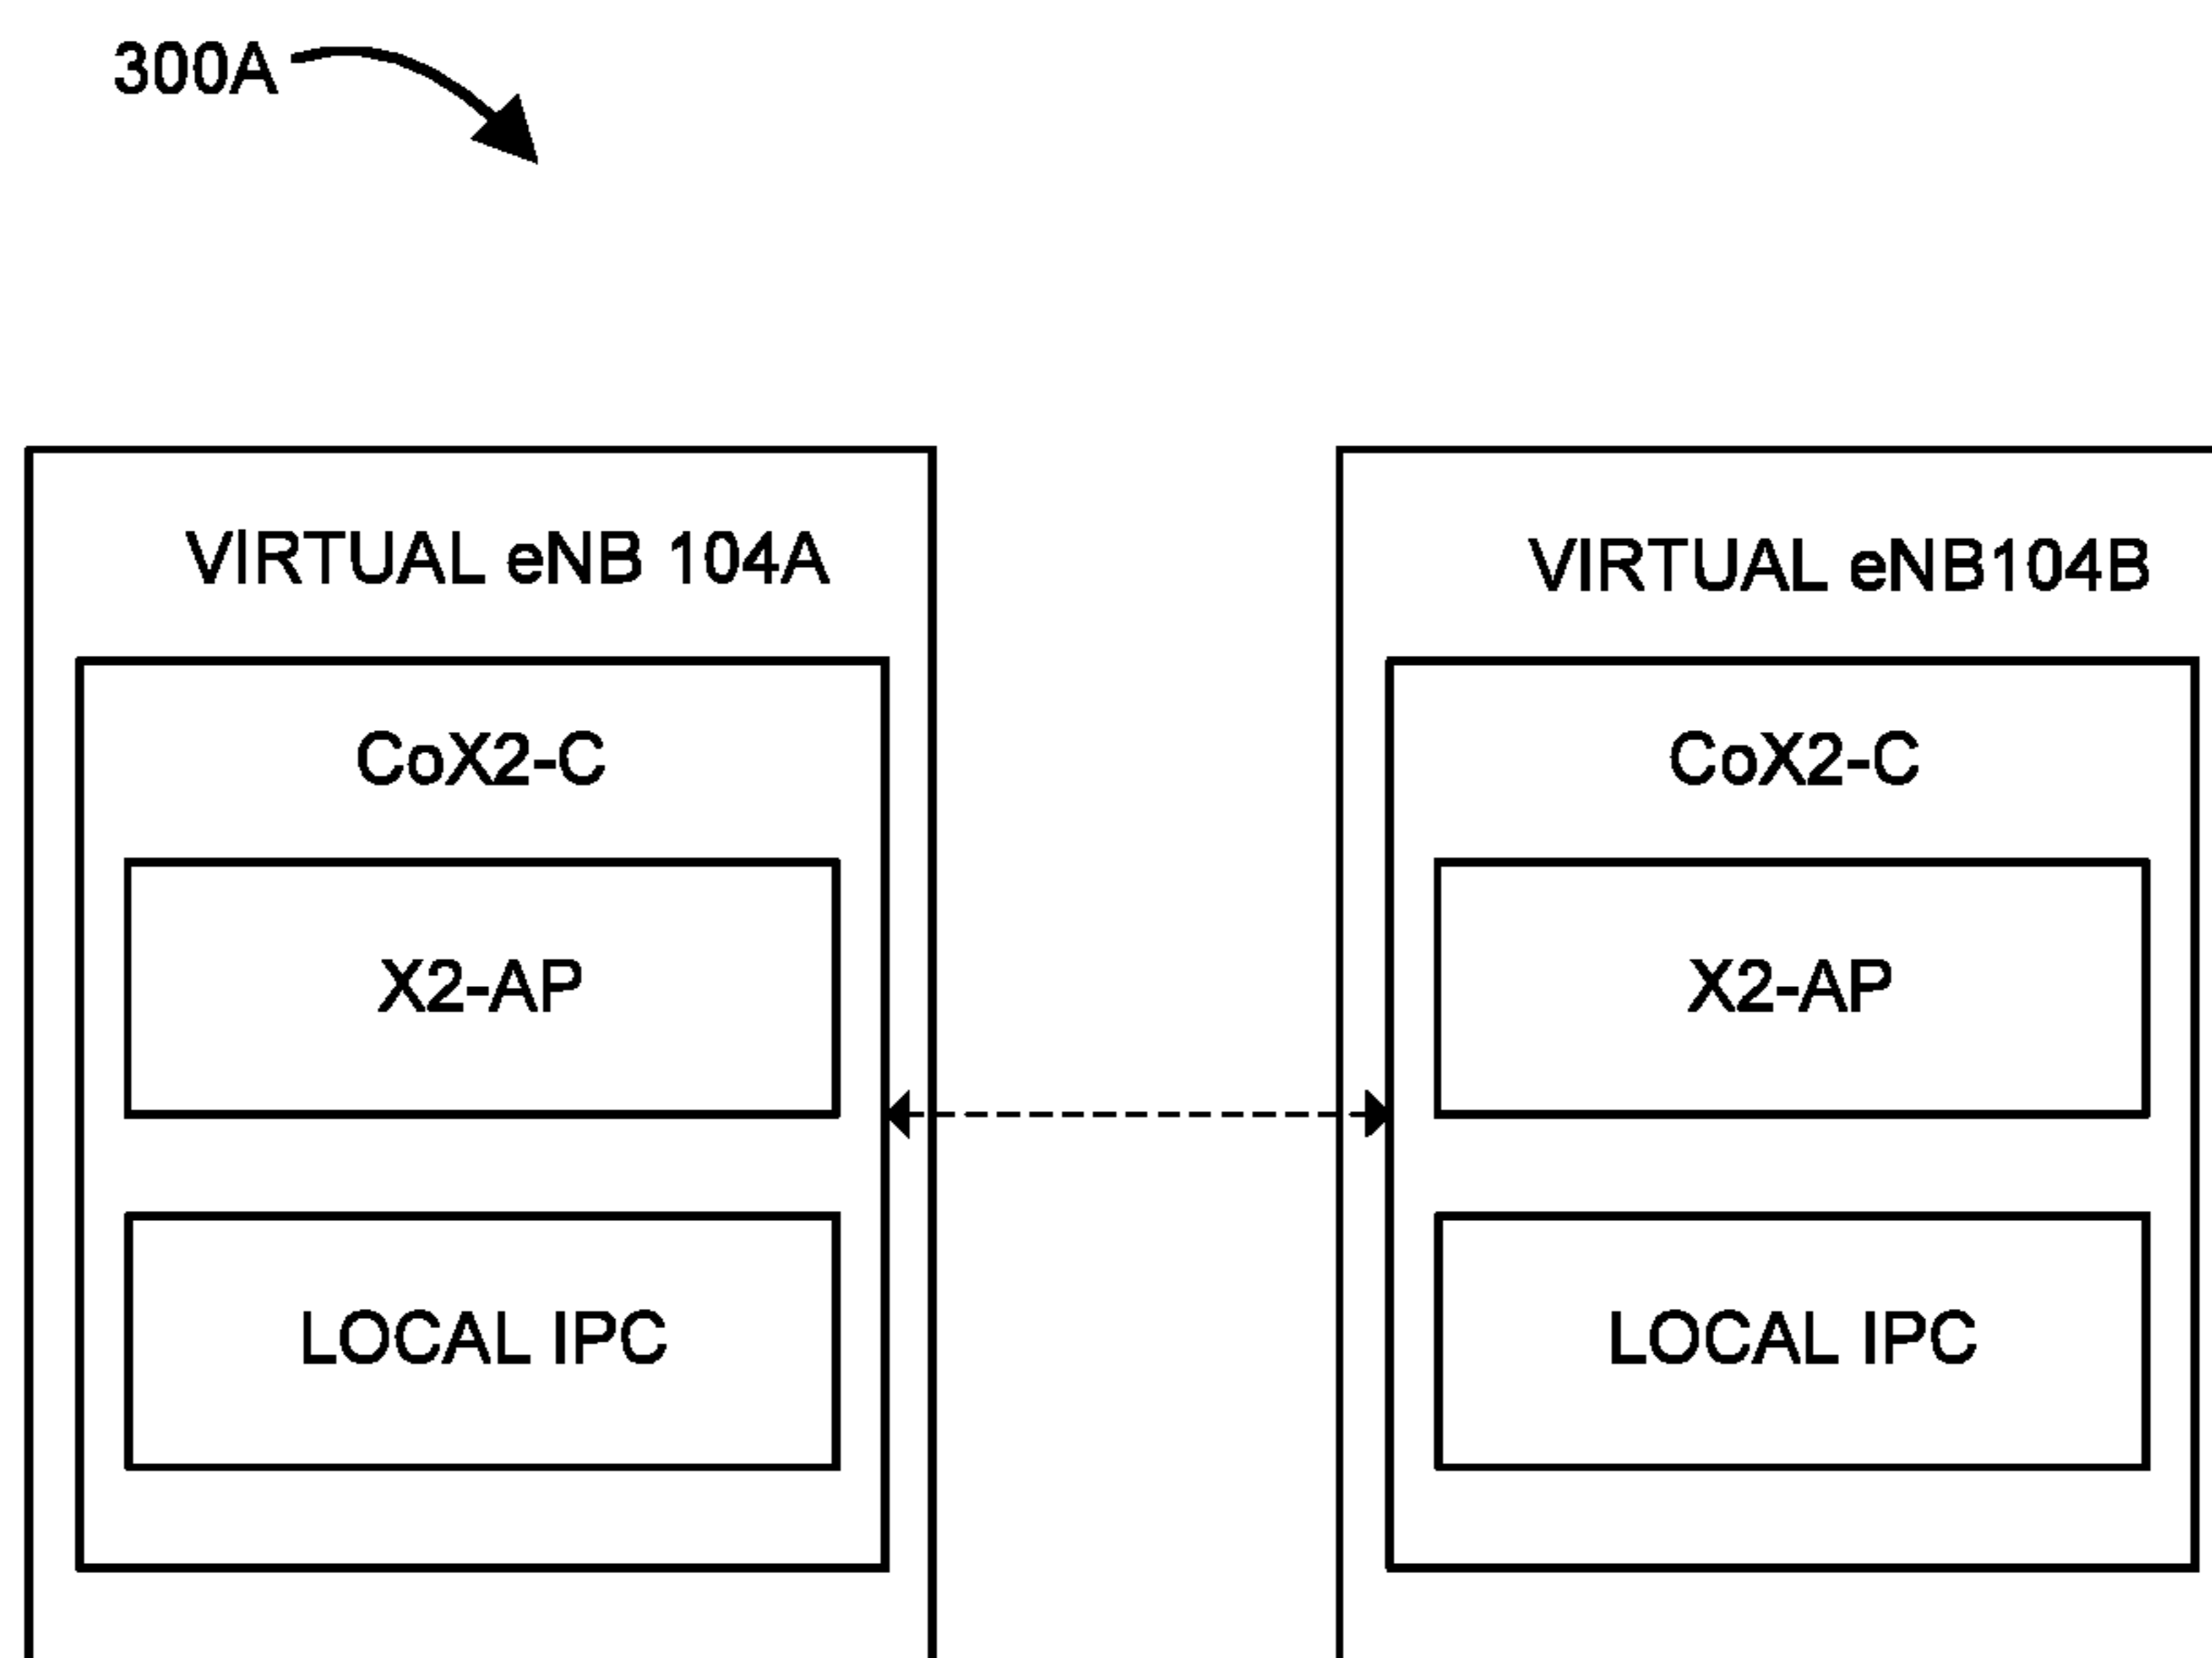 300A
VIRTUAL eNB 104A
CoX2-C
X2-AP
LOCAL IPC
VIRTUAL eNB104B
CoX2-C
X2-AP
LOCAL IPC